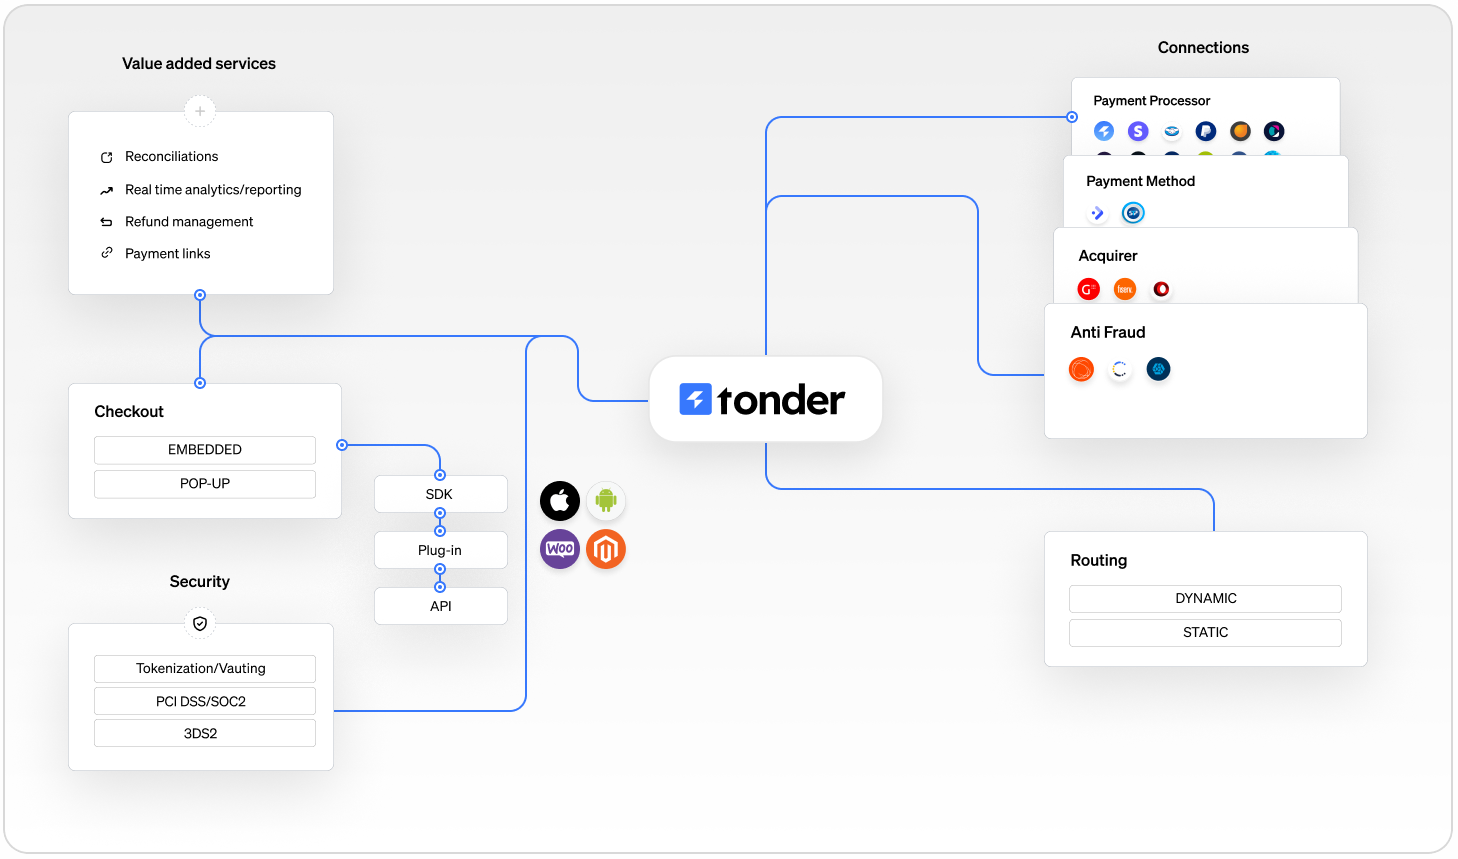 Value added services
Reconciliations
Real time analytics/reporting
Refund management
Payment links
Checkout
EMBEDDED
POP-UP
SDK
Plug-in
API
Woo
Security
Tokenization/Vauting
PCI DSS/SOC2
3DS2
tonder
Connections
Payment Processor
S
Payment Method
Acquirer
G
fiserv.
Anti Fraud
Routing
DYNAMIC
STATIC